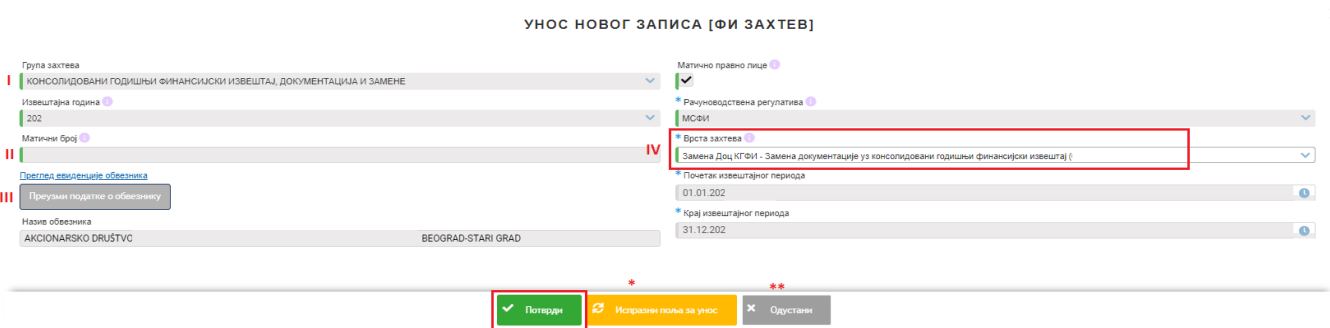 УНОС НОВОГ ЗАПИСА [ФИ ЗАХТЕВ]
Група захтева
I КОНСОЛИДОВАНИ ГОДИШЊИ ФИНАНСИЈСКИ ИЗВЕШТАЈ, ДОКУМЕНТАЦИЈА И ЗАМЕНЕ
Извештајна година
202
Матични број
II
Преглед евиденције обвезника
III Преузми податке о обвезнику
Назив обвезника
AKCIONARSKO DRUŠTVO BEOGRAD-STARI GRAD
Матично правно лице
* Рачуноводствена регулатива
МСФИ
* Врста захтева
IV Замена Доц КГФИ - Замена документације уз консолидовани годишњи финансијски извештај (
* Почетак извештајног периода
01.01.202
* Крај извештајног периода
31.12.202
* **
Потврди Испразни поља за унос Одустани